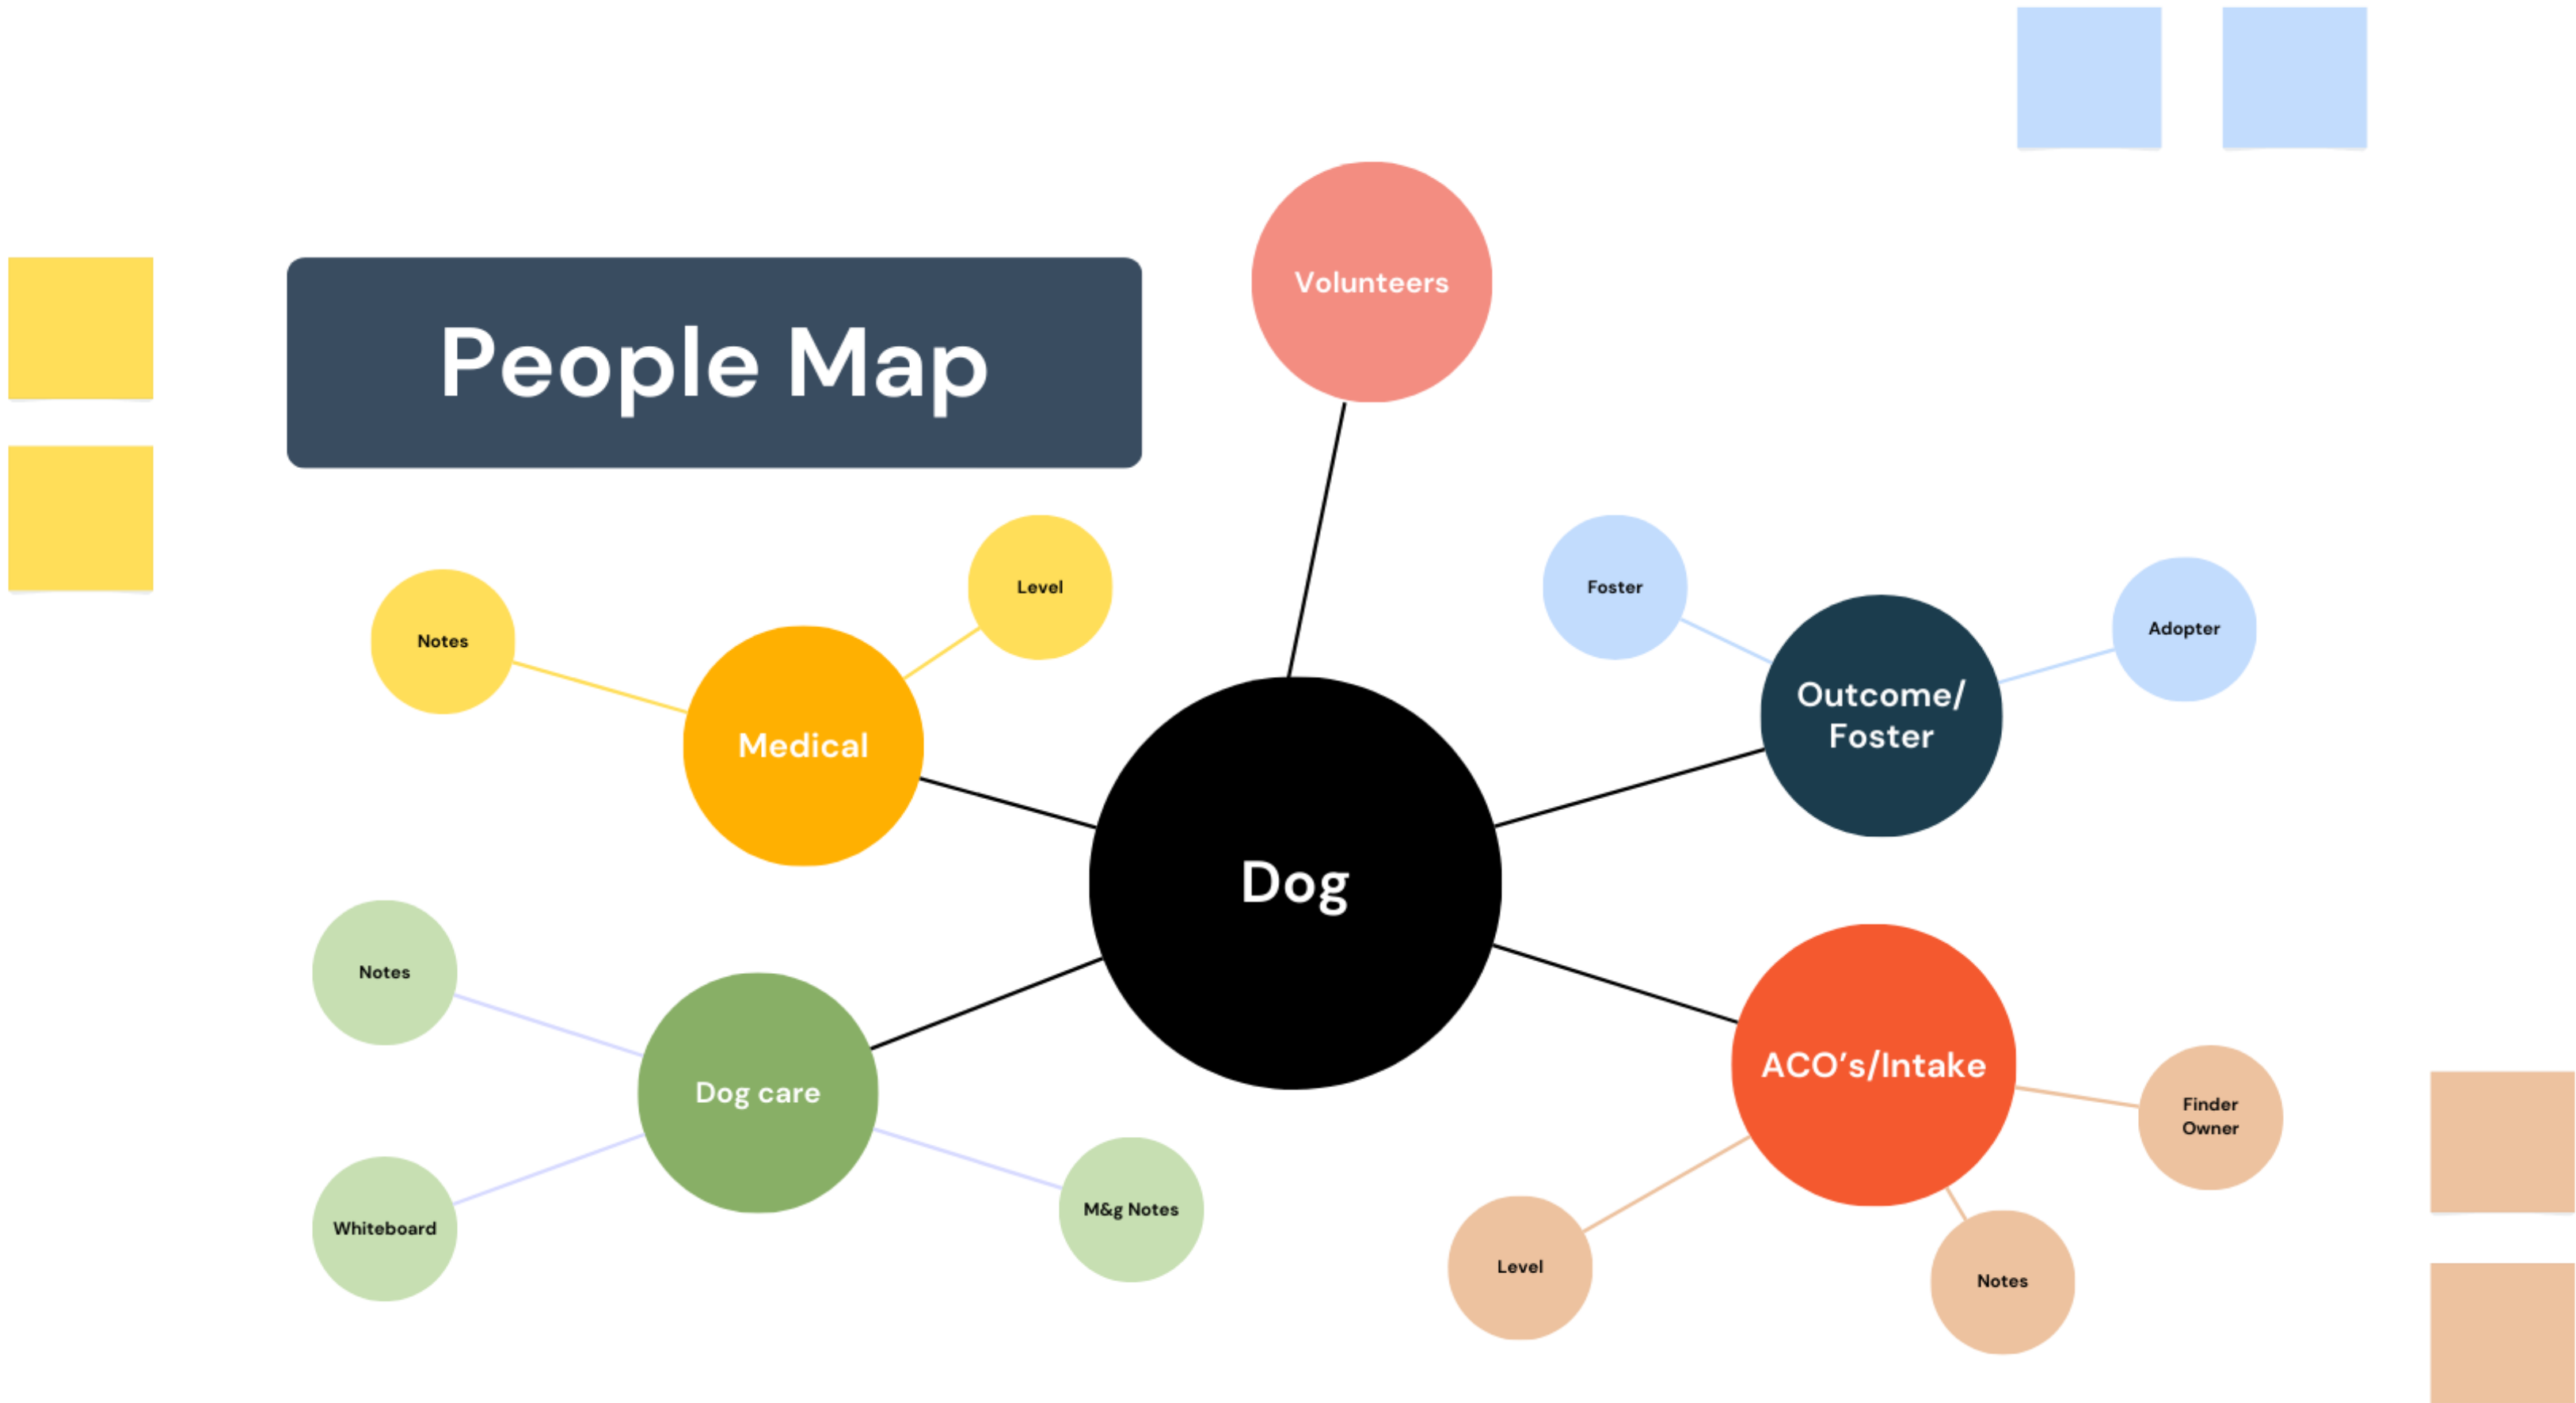 People Map
Volunteers
Level
Notes
Medical
Foster
Adopter
Outcome/
Foster
Dog
Notes
Dog care
Whiteboard
M&g Notes
ACO’s/Intake
Finder
Owner
Level
Notes